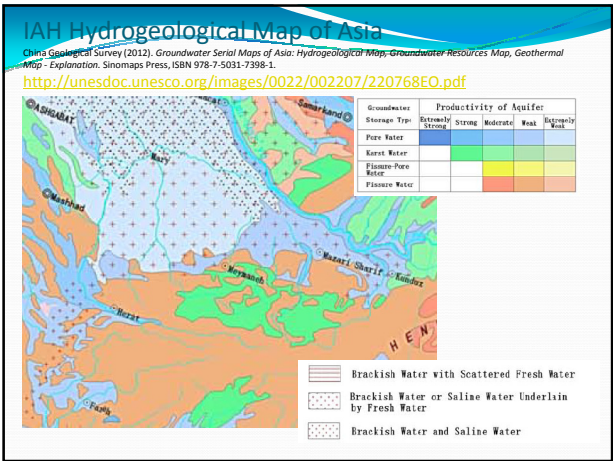 IAH Hydrogeological Map of Asia
China Geological Survey (2012). Groundwater Serial Maps of Asia: Hydrogeological Map, Groundwater Resources Map, Geothermal
Map - Explanation. Sinomaps Press, ISBN 978-7-5031-7398-1.
http://unesdoc.unesco.org/images/0022/002207/220768EO.pdf
ASHGABAT
Samarkand
Mary
Mashhad
Mazari Sharif
Kunduz
Meymaneh
Herat
HEN
Farah
Groundwater
Storage Type
Productivity of Aquifer
Extremely Strong
Strong
Moderate
Weak
Extremely Weak
Pore Water
Karst Water
Fissure-Pore
Water
Fissure Water
Brackish Water with Scattered Fresh Water
Brackish Water or Saline Water Underlain
by Fresh Water
Brackish Water and Saline Water